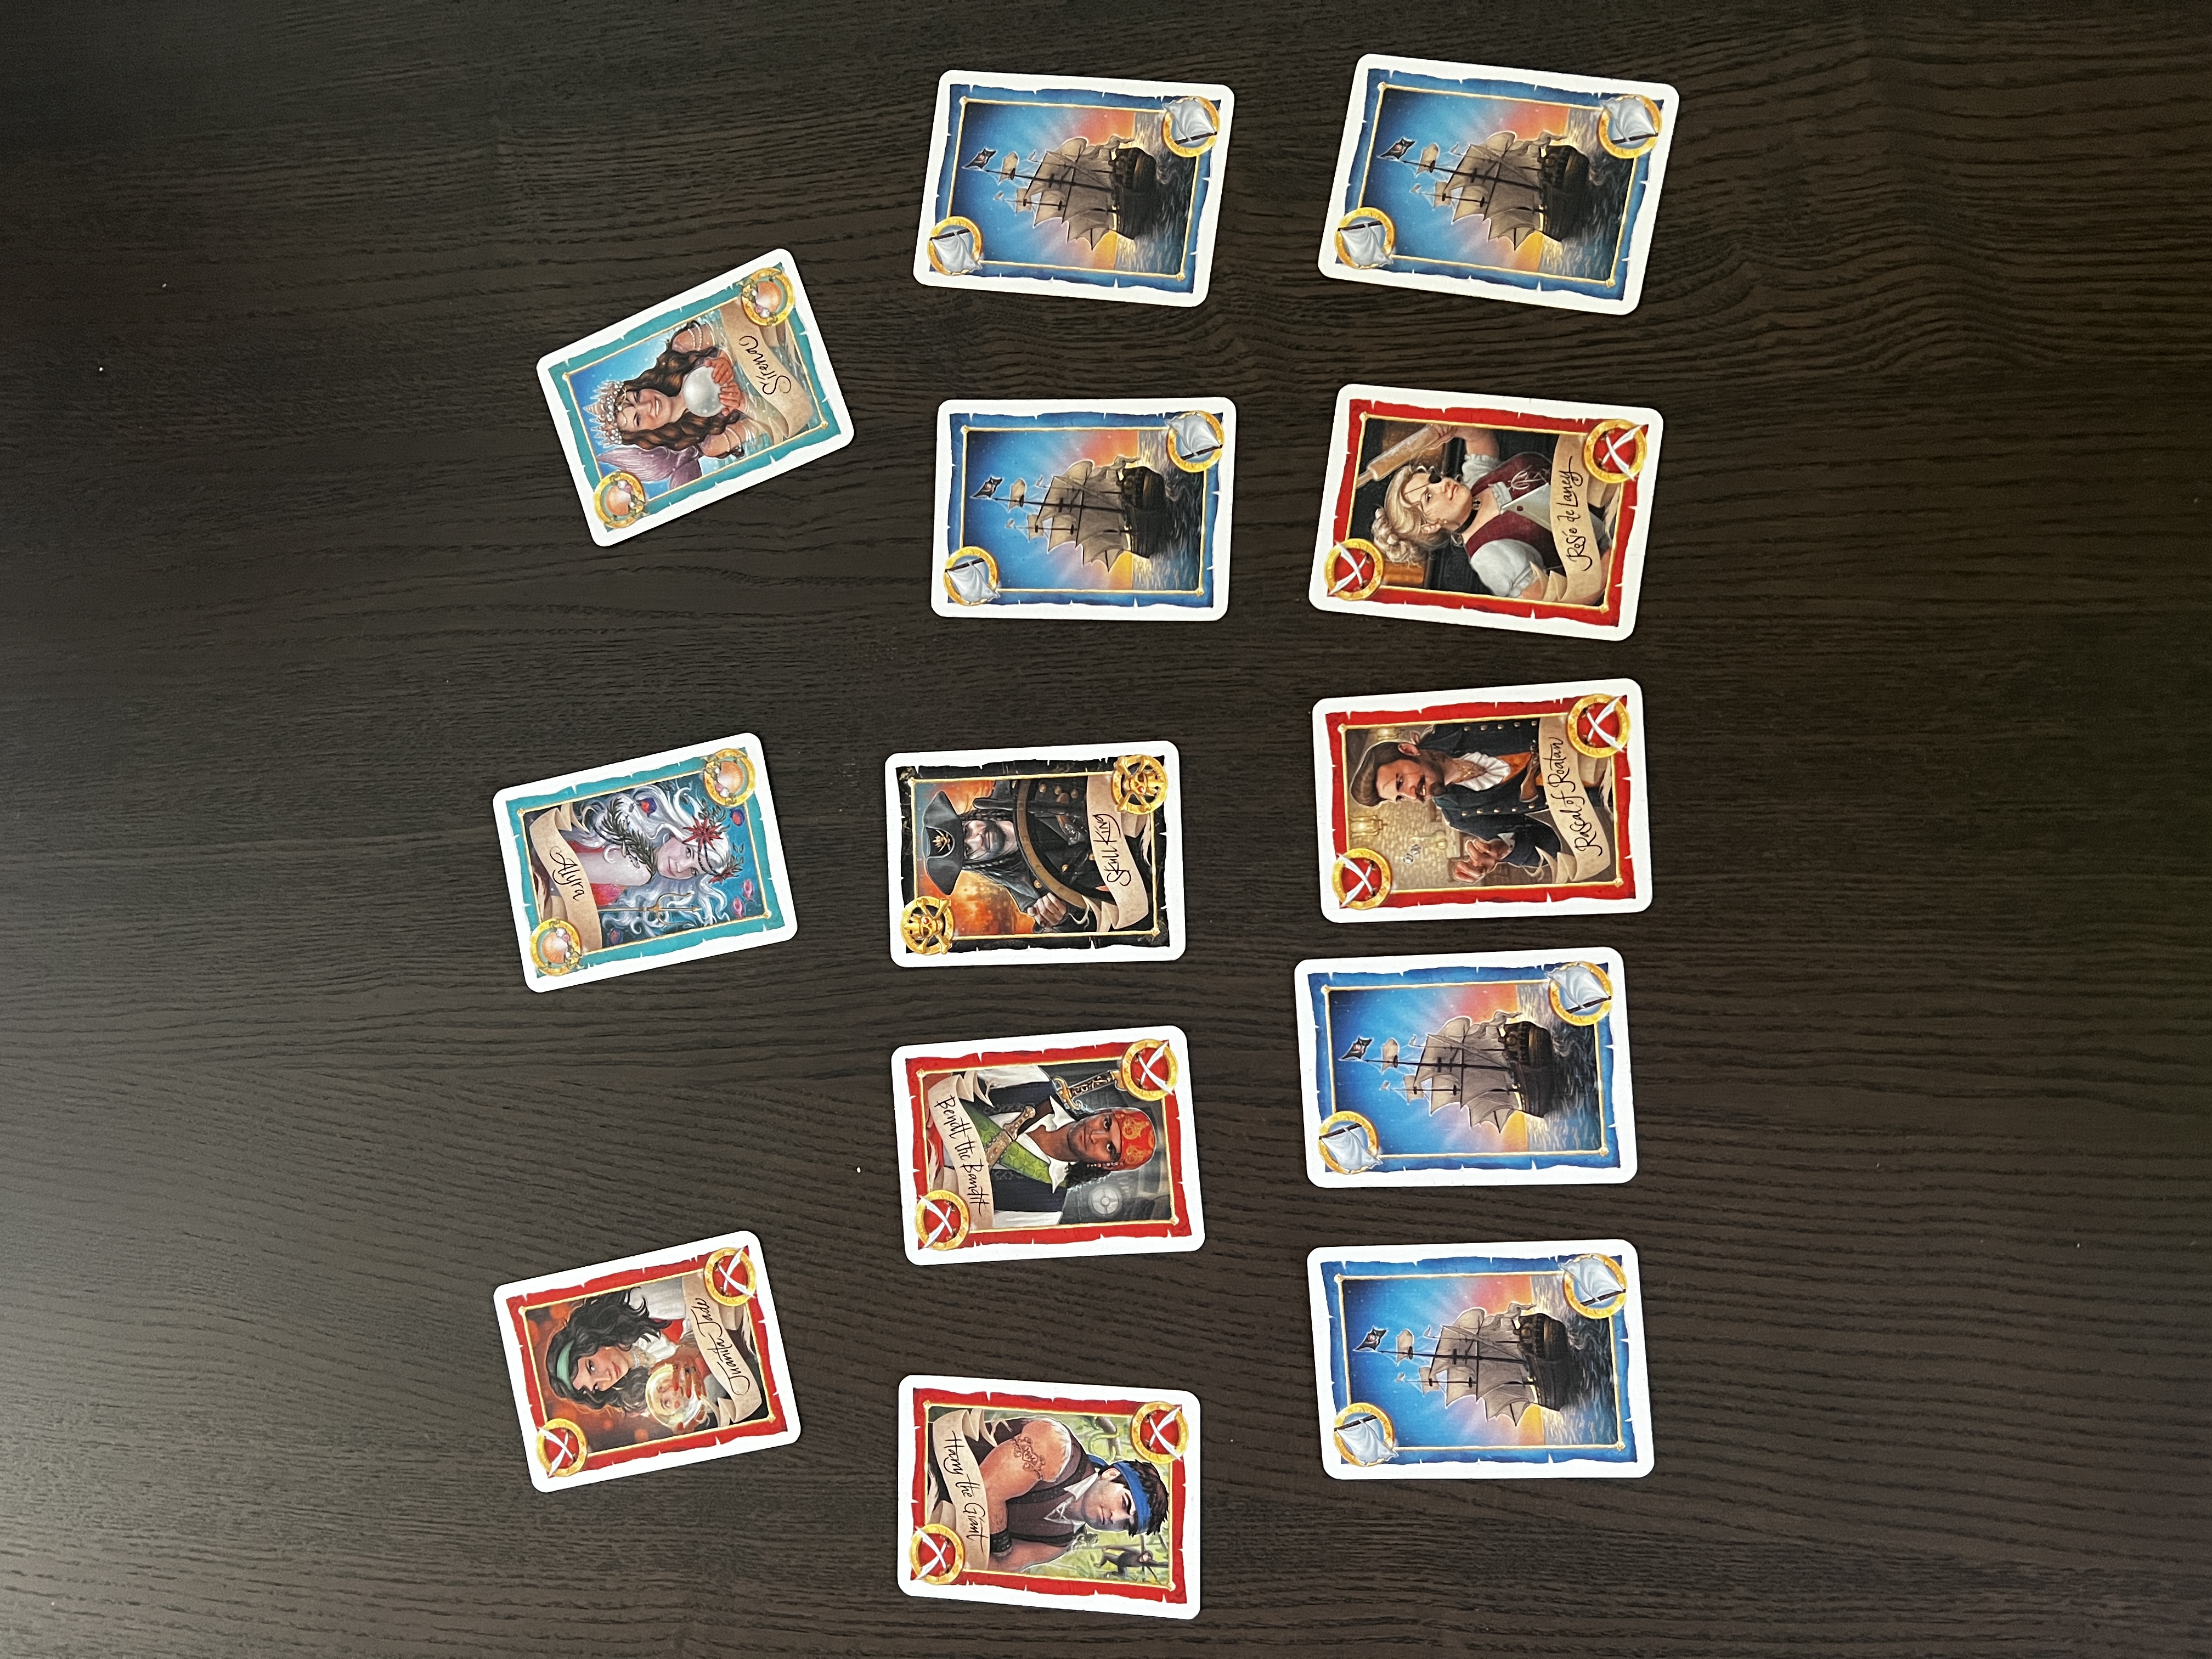 Juanita Jade
Alyra
Sirena
Harry the Giant
Bendt the Bandit
Skull King
Rascal of Roatan
Rosie de Laney